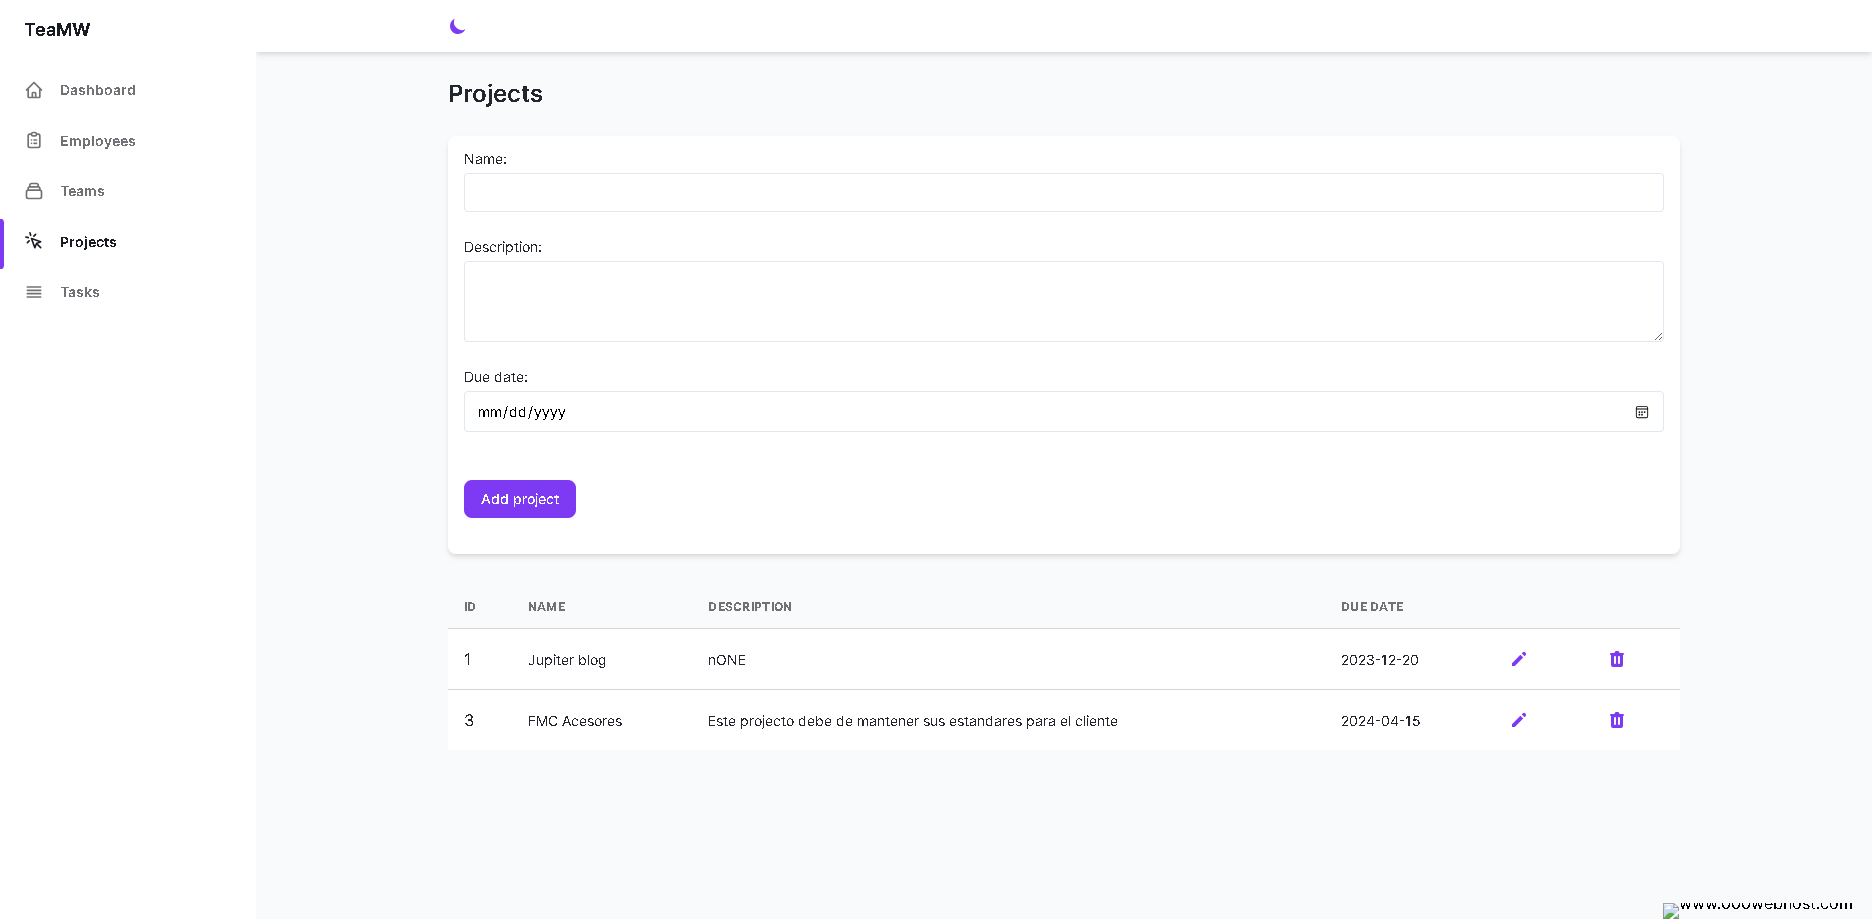 TeaMW
Dashboard
Employees
Teams
Projects
Tasks
Projects
Name:
Description:
Due date:
mm/dd/yyyy
Add project
ID NAME DESCRIPTION DUE DATE
1 Jupiter blog nONE 2023-12-20
3 FMC Acesores Este projecto debe de mantener sus estandares para el cliente 2024-04-15
www.000webhost.com